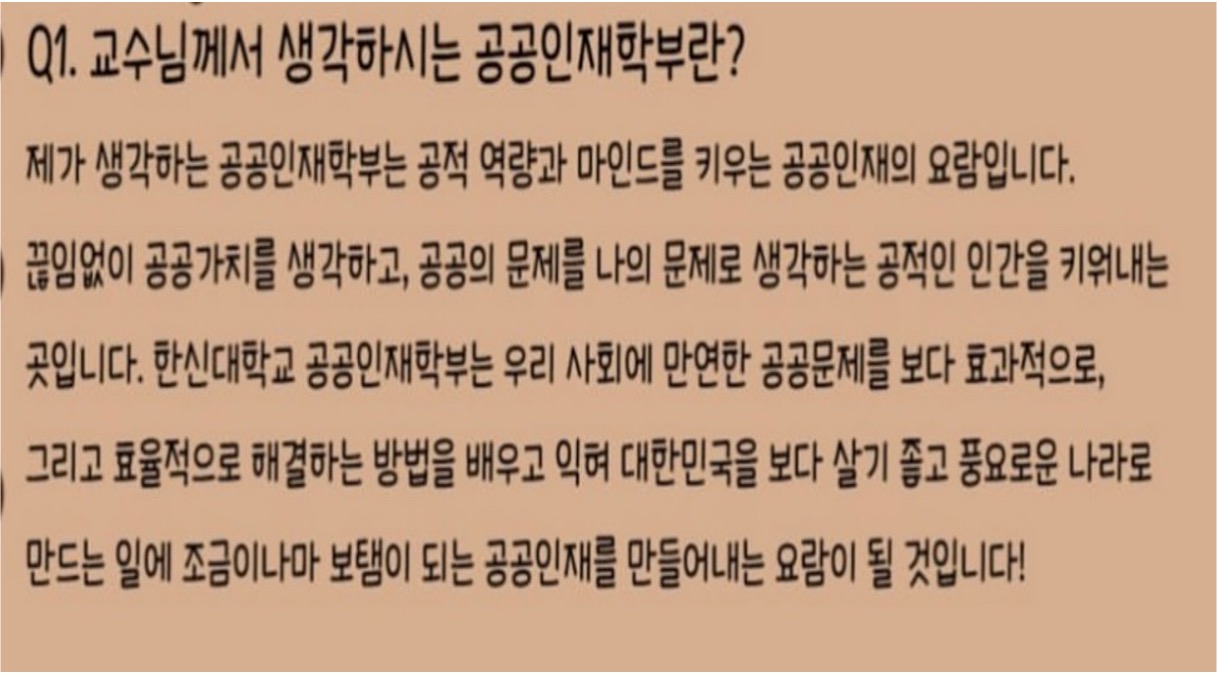 Q1. 교수님께서 생각하시는 공공인재학부란?
제가 생각하는 공공인재학부는 공적 역량과 마인드를 키우는 공공인재의 요람입니다.
끊임없이 공공가치를 생각하고, 공공의 문제를 나의 문제로 생각하는 공적인 인간을 키워내는
곳입니다. 한신대학교 공공인재학부는 우리 사회에 만연한 공공문제를 보다 효과적으로,
그리고 효율적으로 해결하는 방법을 배우고 익혀 대한민국을 보다 살기 좋고 풍요로운 나라로
만드는 일에 조금이나마 보탬이 되는 공공인재를 만들어내는 요람이 될 것입니다!